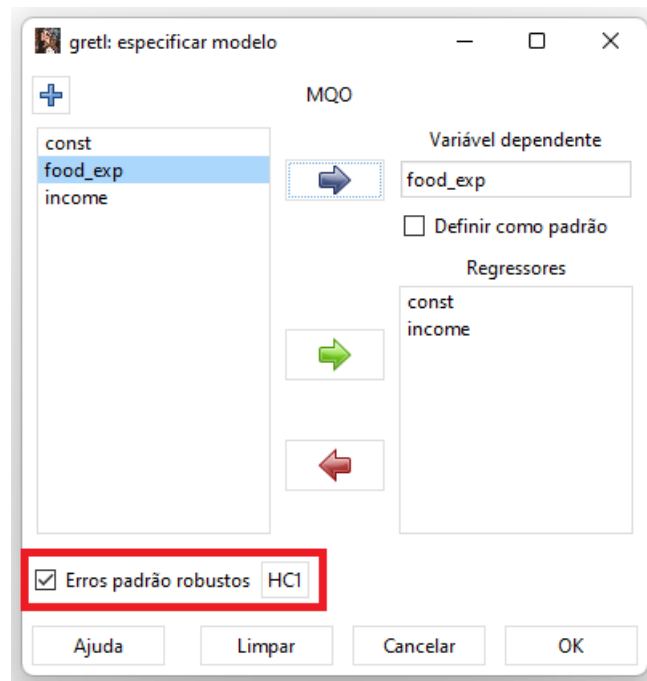 gretl: especificar modelo
MQO
const
food_exp
income
Variável dependente
food_exp
Definir como padrão
Regressores
const
income
Erros padrão robustos HC1
Ajuda Limpar Cancelar OK